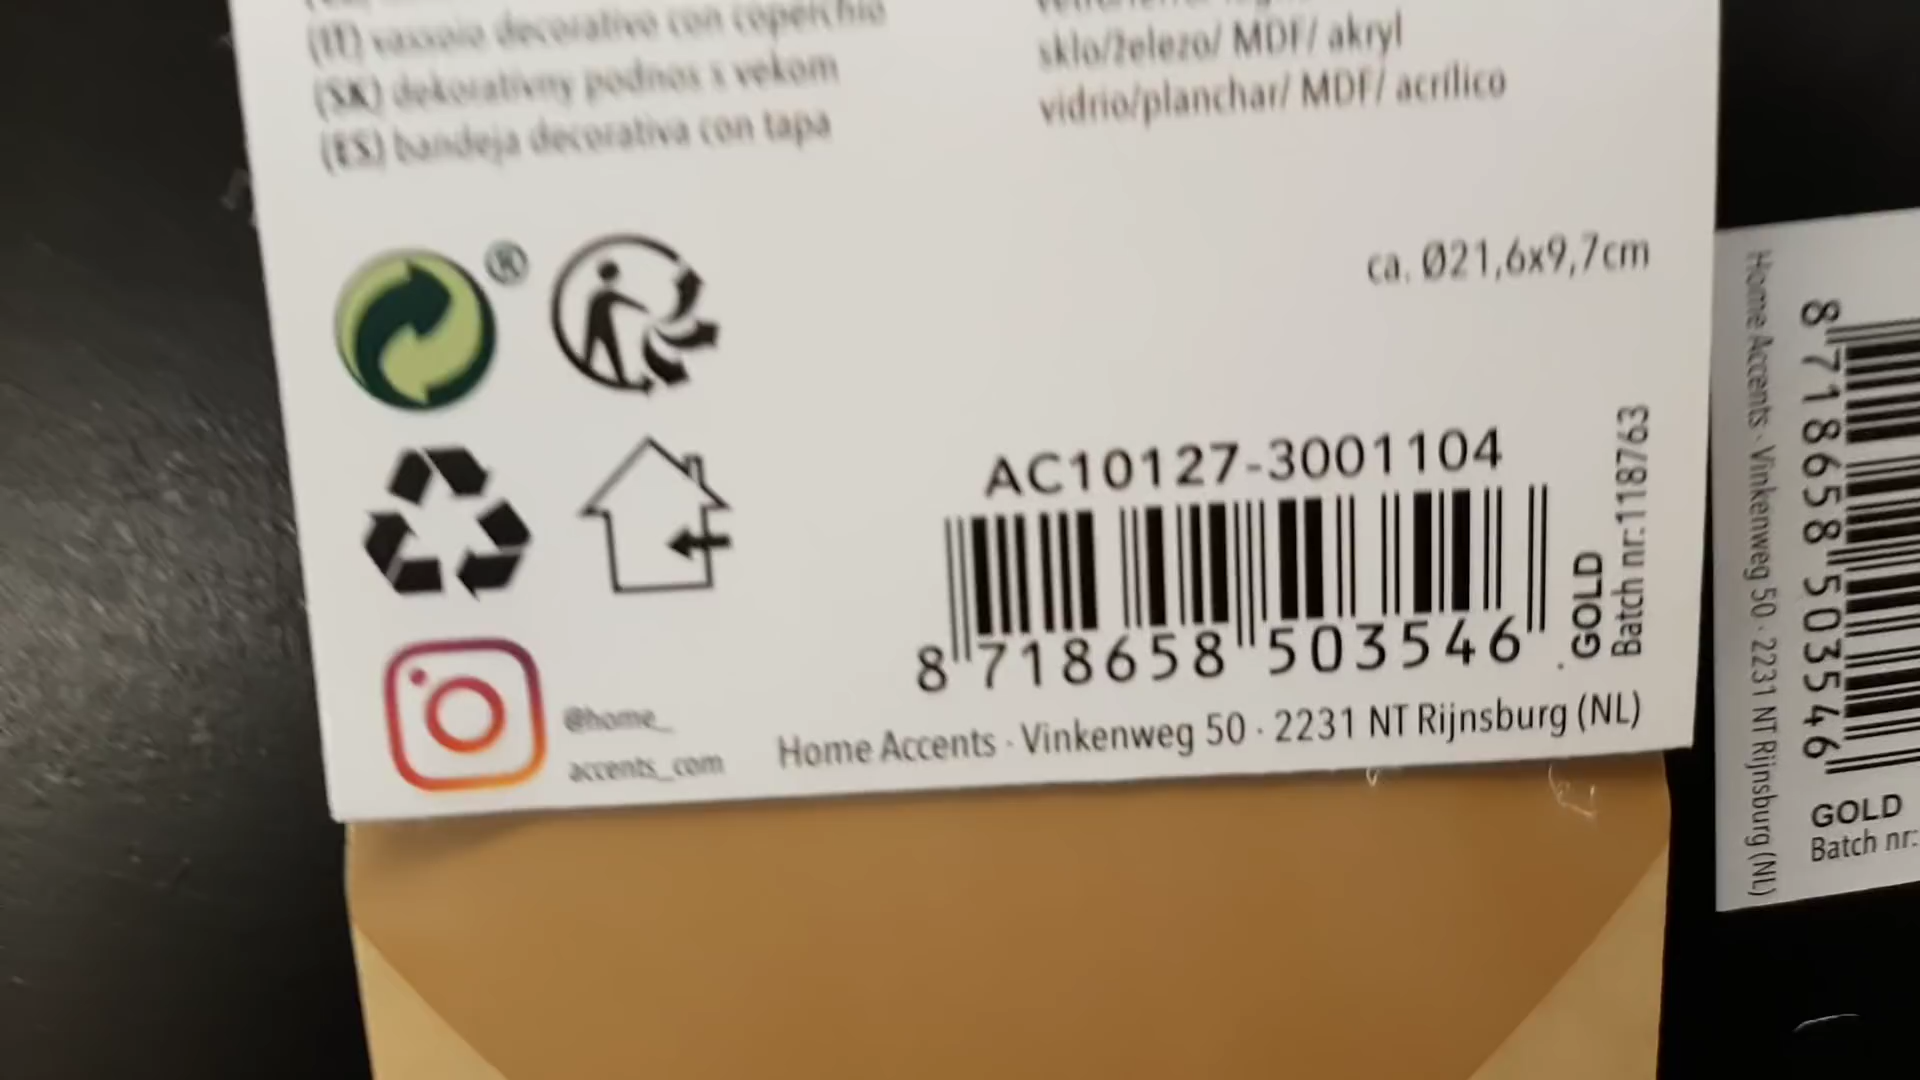 (IT) vassoio decorativo con coperchio
(SK) dekoratívny podnos s vekom
(ES) bandeja decorativa con tapa
sklo/železo/ MDF/ akryl
vidrio/planchar/ MDF/ acrílico
ca. Ø21,6x9,7cm
®
AC10127-3001104
8 718658 503546
GOLD
Batch nr:118763
@home_
accents_com
Home Accents · Vinkenweg 50 · 2231 NT Rijnsburg (NL)
Home Accents · Vinkenweg 50 · 2231 NT Rijnsburg (NL)
8 718658 503546
GOLD
Batch nr: